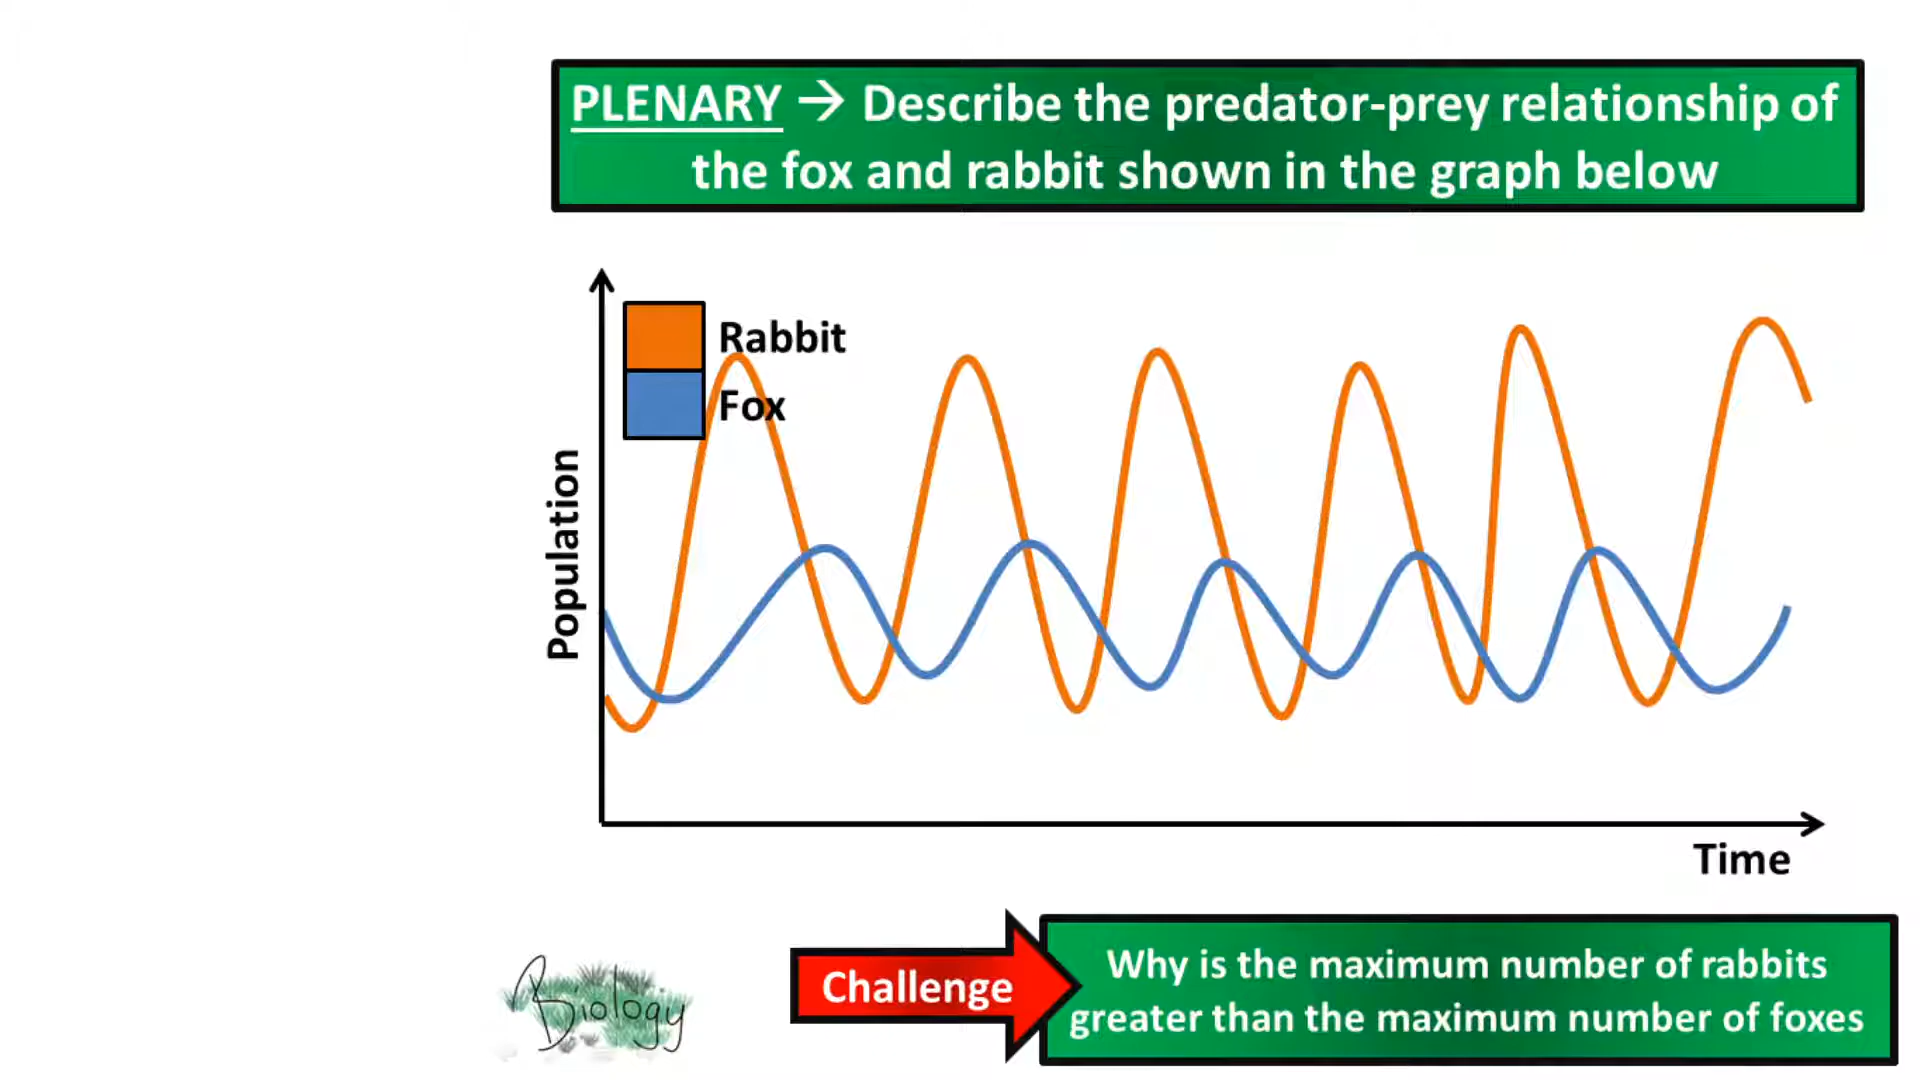 PLENARY → Describe the predator-prey relationship of
the fox and rabbit shown in the graph below
Rabbit
Fox
Population
Time
Biology
Challenge
Why is the maximum number of rabbits
greater than the maximum number of foxes